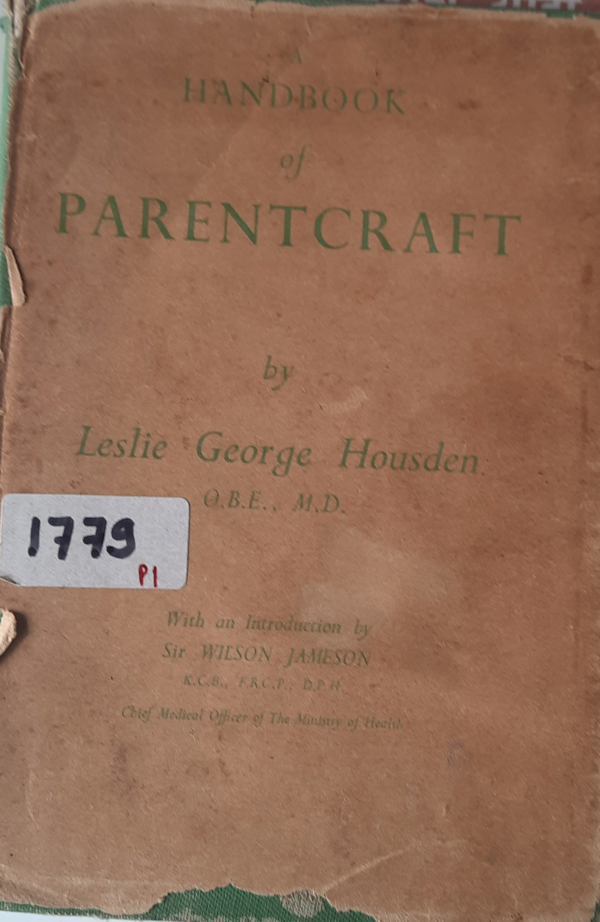 A
HANDBOOK
of
PARENTCRAFT
by
Leslie George Housden
O.B.E., M.D.
1779
P1
With an Introduction by
Sir WILSON JAMESON
K.C.B., F.R.C.P., D.P.H.
Chief Medical Officer of The Ministry of Health